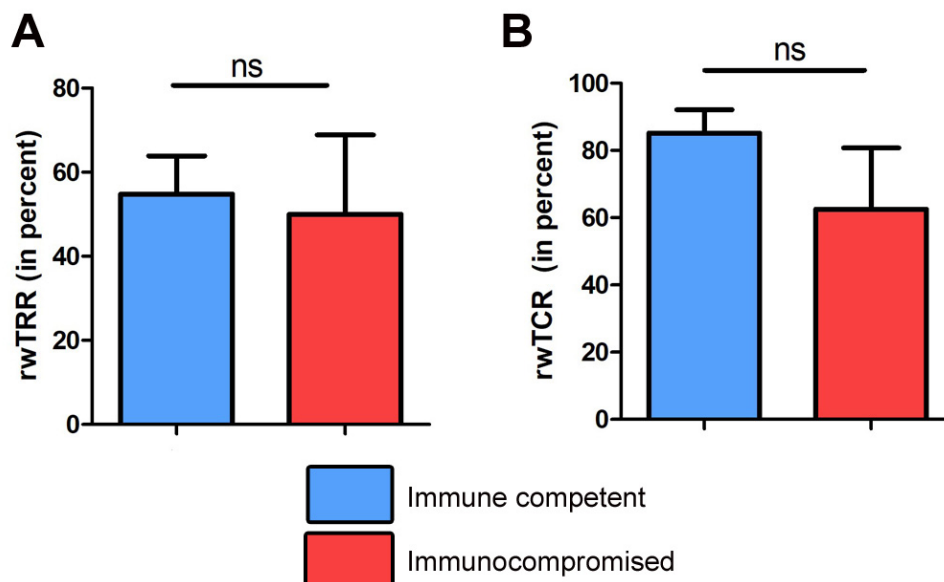 A
ns
rwTRR (in percent)
80
60
40
20
0
B
ns
rwTCR (in percent)
100
80
60
40
20
0
Immune competent
Immunocompromised